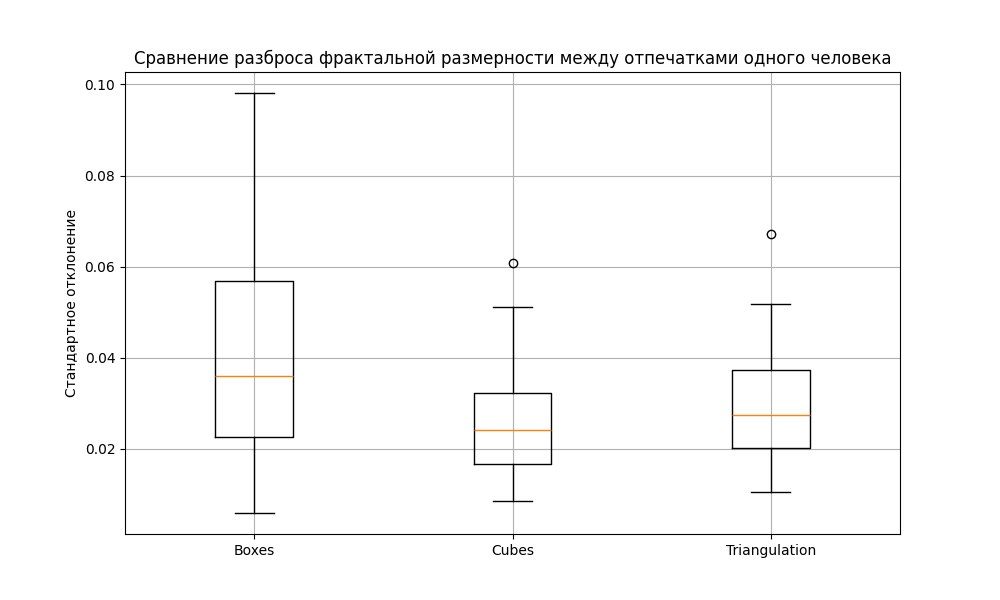 Сравнение разброса фрактальной размерности между отпечатками одного человека
0.10
0.08
0.06
0.04
0.02
Стандартное отклонение
Boxes Cubes Triangulation